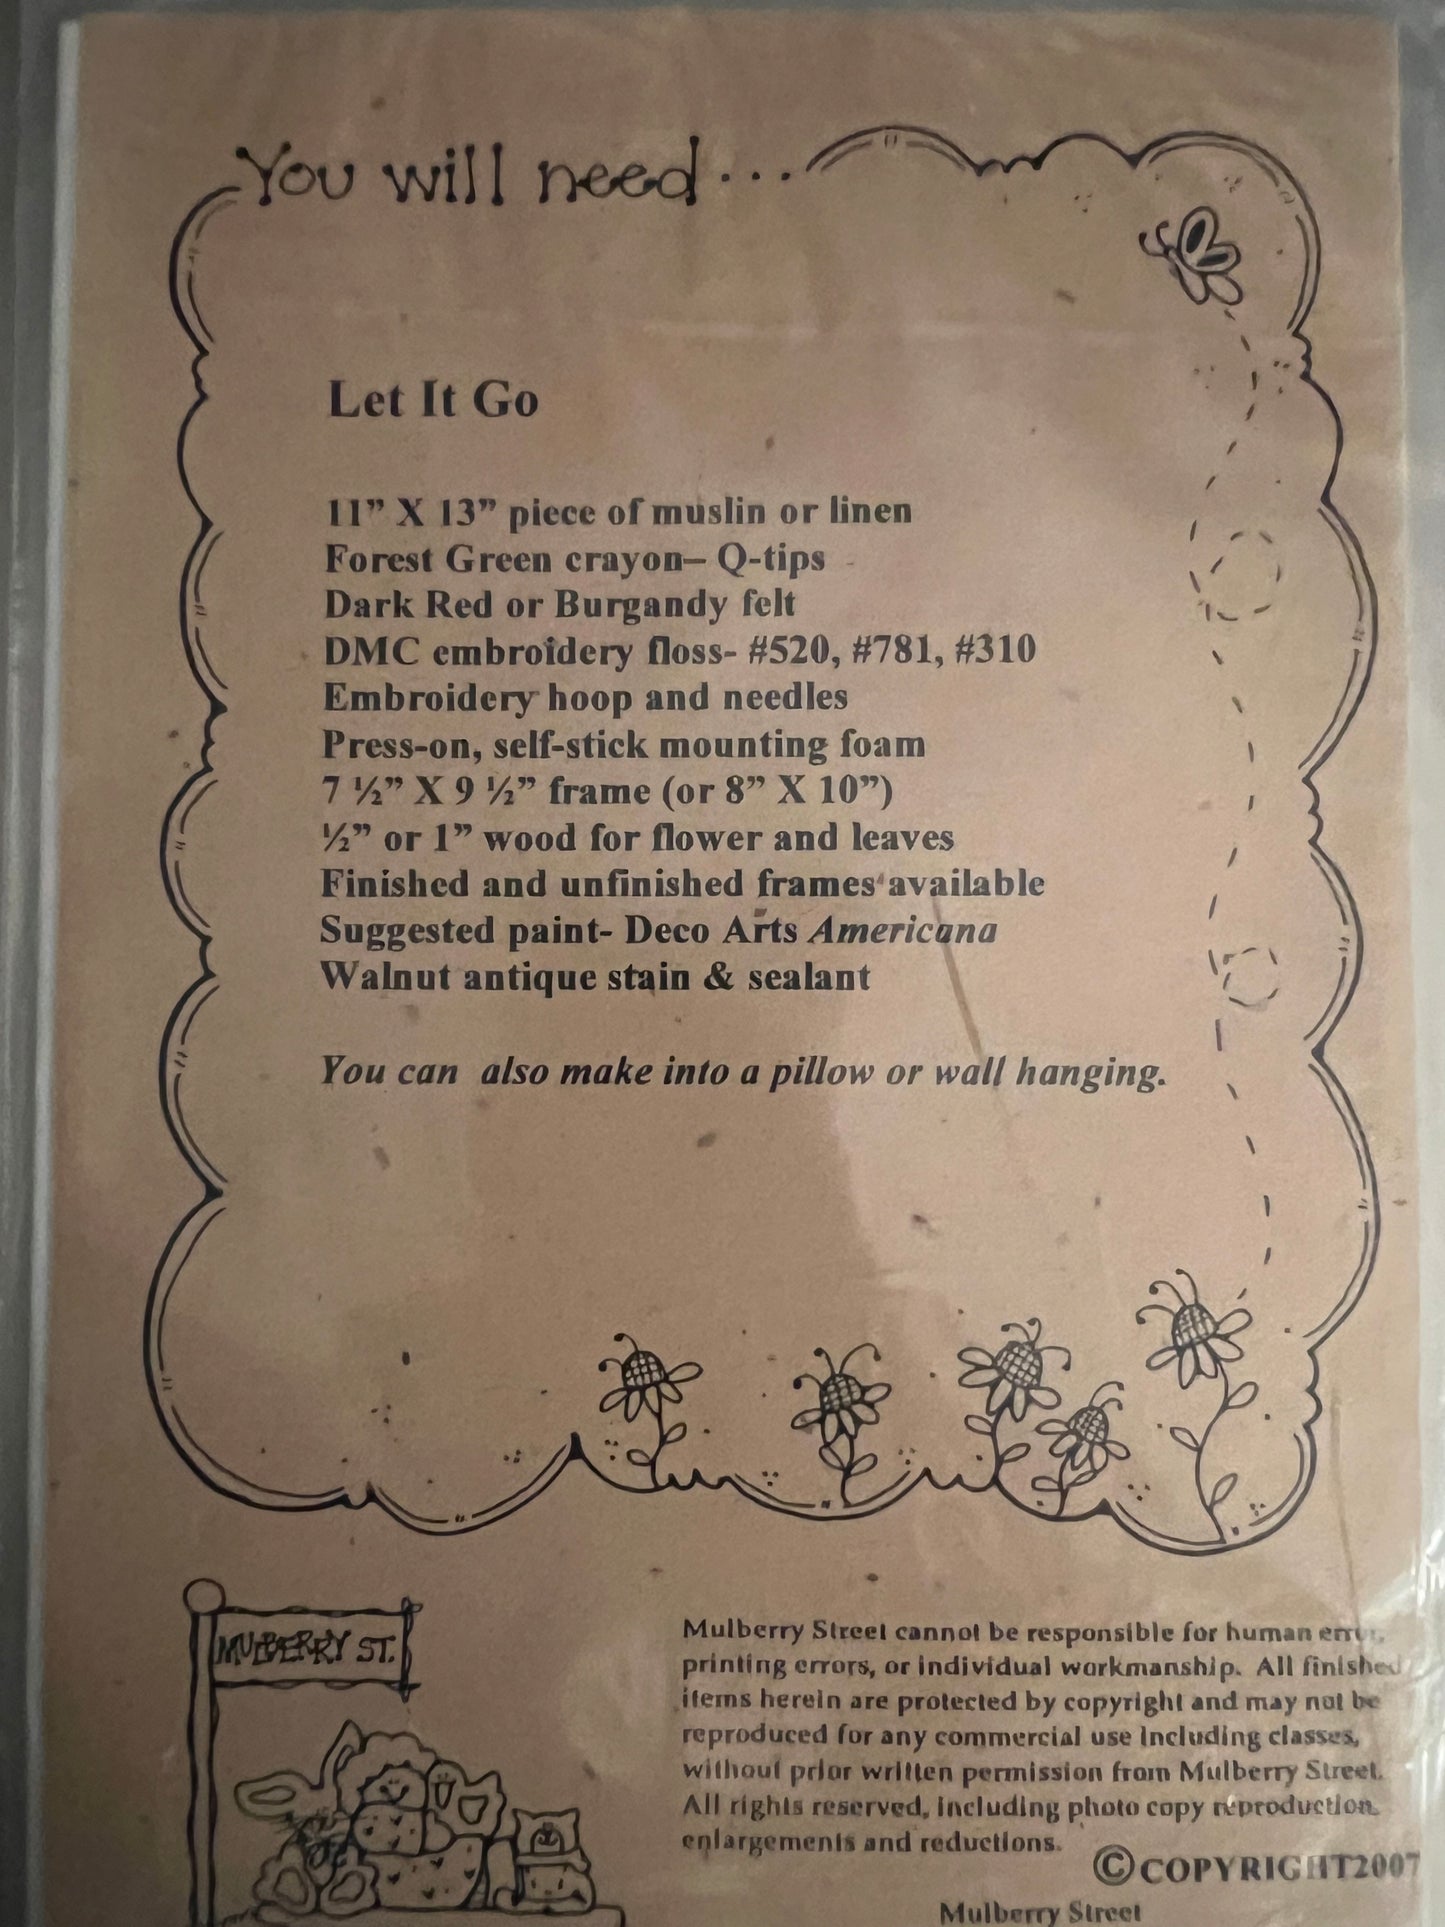 You will need...
Let It Go
11” X 13” piece of muslin or linen
Forest Green crayon– Q-tips
Dark Red or Burgandy felt
DMC embroidery floss- #520, #781, #310
Embroidery hoop and needles
Press-on, self-stick mounting foam
7 ½” X 9 ½” frame (or 8” X 10”)
½” or 1” wood for flower and leaves
Finished and unfinished frames available
Suggested paint- Deco Arts Americana
Walnut antique stain & sealant
You can also make into a pillow or wall hanging.
MULBERRY ST.
Mulberry Street cannot be responsible for human error,
printing errors, or individual workmanship. All finished
items herein are protected by copyright and may not be
reproduced for any commercial use including classes,
without prior written permission from Mulberry Street.
All rights reserved, including photo copy reproduction,
enlargements and reductions.
©COPYRIGHT2007
Mulberry Street